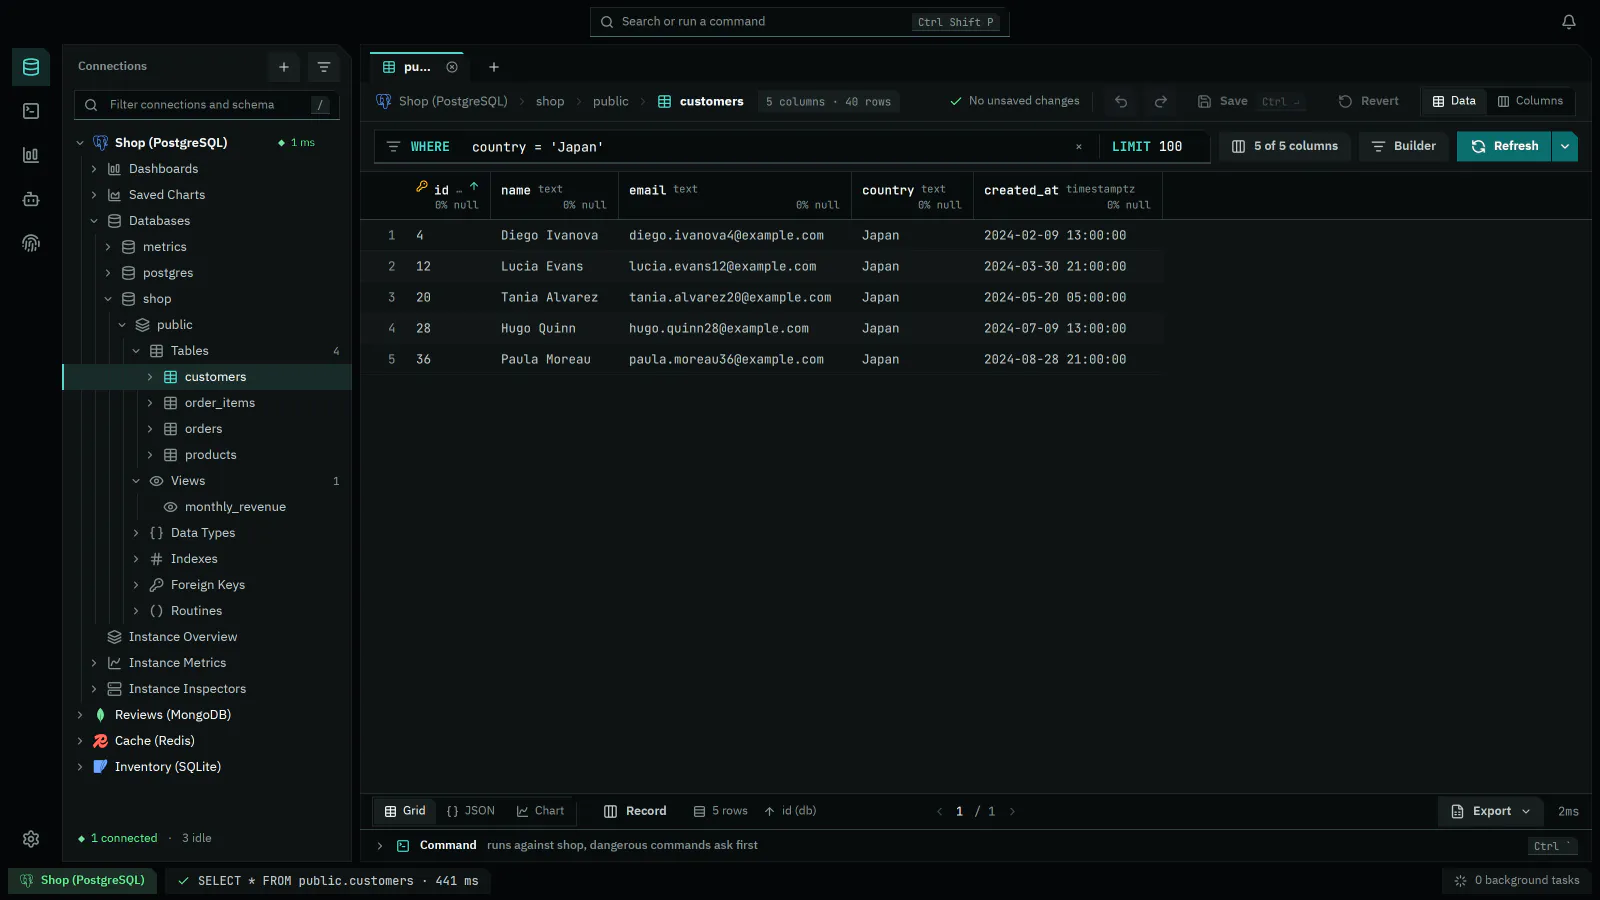 Search or run a command Ctrl Shift P
Connections
Filter connections and schema /
Shop (PostgreSQL) 1 ms
Dashboards
Saved Charts
Databases
metrics
postgres
shop
public
Tables 4
customers
order_items
orders
products
Views 1
monthly_revenue
Data Types
Indexes
Foreign Keys
Routines
Instance Overview
Instance Metrics
Instance Inspectors
Reviews (MongoDB)
Cache (Redis)
Inventory (SQLite)
1 connected · 3 idle
pu...
Shop (PostgreSQL) shop public customers 5 columns · 40 rows No unsaved changes Save Ctrl Revert Data Columns
WHERE country = 'Japan' × LIMIT 100 5 of 5 columns Builder Refresh
id … name text email text country text created_at timestamptz
0% null 0% null 0% null 0% null 0% null
1 4 Diego Ivanova diego.ivanova4@example.com Japan 2024-02-09 13:00:00
2 12 Lucia Evans lucia.evans12@example.com Japan 2024-03-30 21:00:00
3 20 Tania Alvarez tania.alvarez20@example.com Japan 2024-05-20 05:00:00
4 28 Hugo Quinn hugo.quinn28@example.com Japan 2024-07-09 13:00:00
5 36 Paula Moreau paula.moreau36@example.com Japan 2024-08-28 21:00:00
Grid {} JSON Chart Record 5 rows id (db) 1 / 1 Export 2ms
Command runs against shop, dangerous commands ask first Ctrl `
Shop (PostgreSQL) SELECT * FROM public.customers · 441 ms 0 background tasks